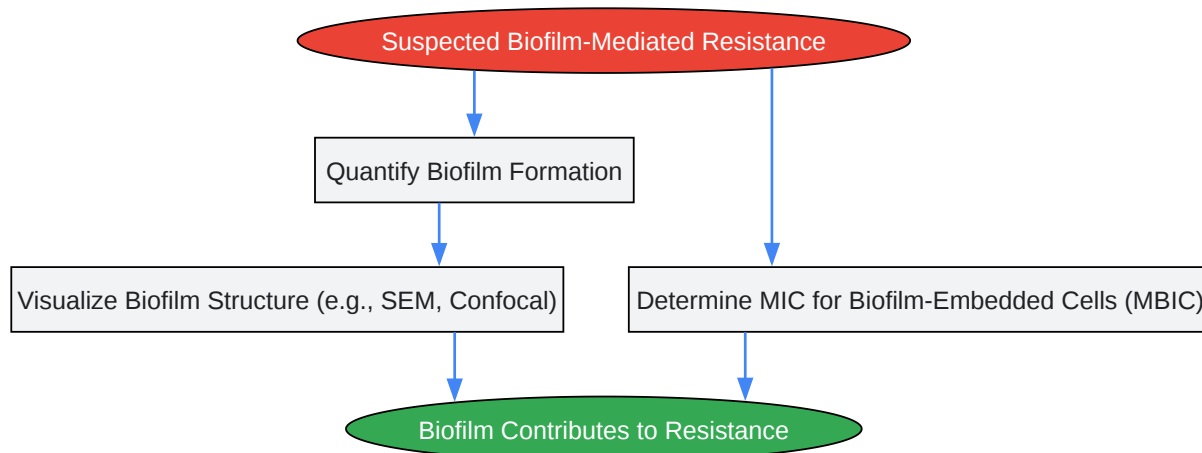 Suspected Biofilm-Mediated Resistance
Quantify Biofilm Formation
Visualize Biofilm Structure (e.g., SEM, Confocal)
Determine MIC for Biofilm-Embedded Cells (MBIC)
Biofilm Contributes to Resistance